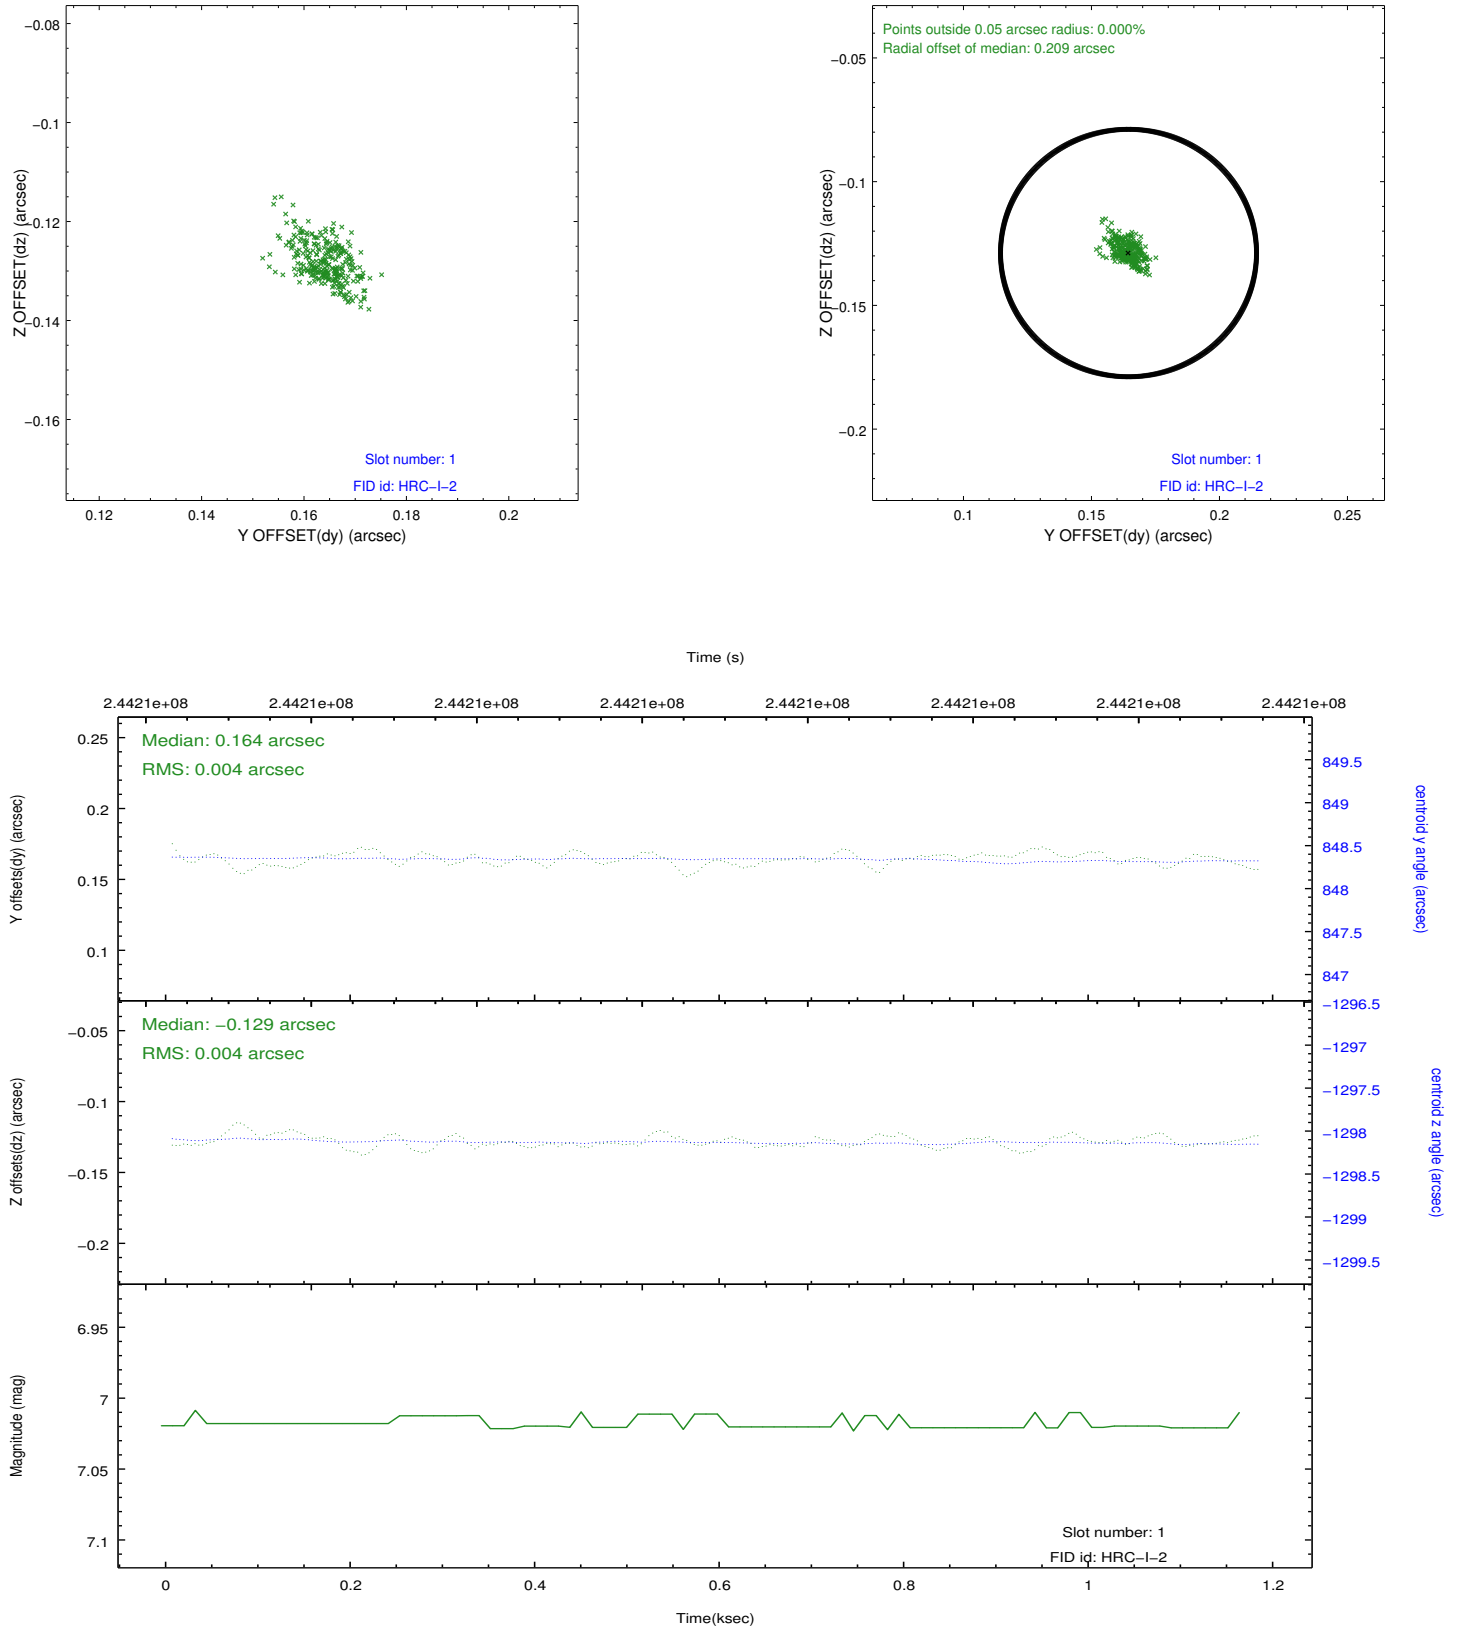 −0.08
−0.1
−0.12
−0.14
−0.16
Z OFFSET(dz) (arcsec)
Slot number: 1
FID id: HRC−I−2
0.12 0.14 0.16 0.18 0.2
Y OFFSET(dy) (arcsec)
Points outside 0.05 arcsec radius: 0.000%
Radial offset of median: 0.209 arcsec
−0.05
−0.1
−0.15
−0.2
Z OFFSET(dz) (arcsec)
Slot number: 1
FID id: HRC−I−2
0.1 0.15 0.2 0.25
Y OFFSET(dy) (arcsec)
Time (s)
2.4421e+08 2.4421e+08 2.4421e+08 2.4421e+08 2.4421e+08 2.4421e+08 2.4421e+08 2.4421e+08
Median: 0.164 arcsec
RMS: 0.004 arcsec
0.25
0.2
0.15
0.1
Y offsets(dy) (arcsec)
849.5
849
848.5
848
847.5
847
centroid y angle (arcsec)
Median: −0.129 arcsec
RMS: 0.004 arcsec
−0.05
−0.1
−0.15
−0.2
Z offsets(dz) (arcsec)
−1296.5
−1297
−1297.5
−1298
−1298.5
−1299
−1299.5
centroid z angle (arcsec)
6.95
7
7.05
7.1
Magnitude (mag)
Slot number: 1
FID id: HRC−I−2
0 0.2 0.4 0.6 0.8 1 1.2
Time(ksec)